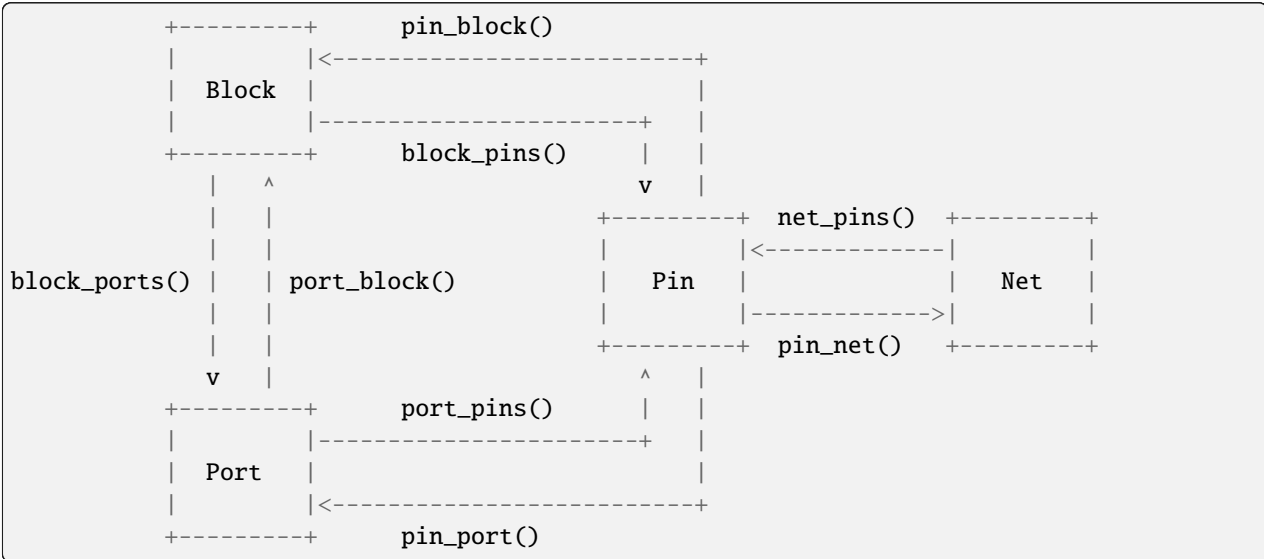 +---------+      pin_block()
|         |<--------------------------+
|  Block  |                           |
|         |-----------------------+   |
+---------+      block_pins()     |   |
   |   ^                          v   |
   |   |                       +---------+  net_pins()  +---------+
   |   |                       |         |<-------------|         |
block_ports() |   | port_block()          |   Pin   |              |   Net   |
   |   |                       |         |------------->|         |
   |   |                       +---------+  pin_net()   +---------+
   v   |                          ^   |
+---------+      port_pins()      |   |
|         |-----------------------+   |
|  Port   |                           |
|         |<--------------------------+
+---------+      pin_port()